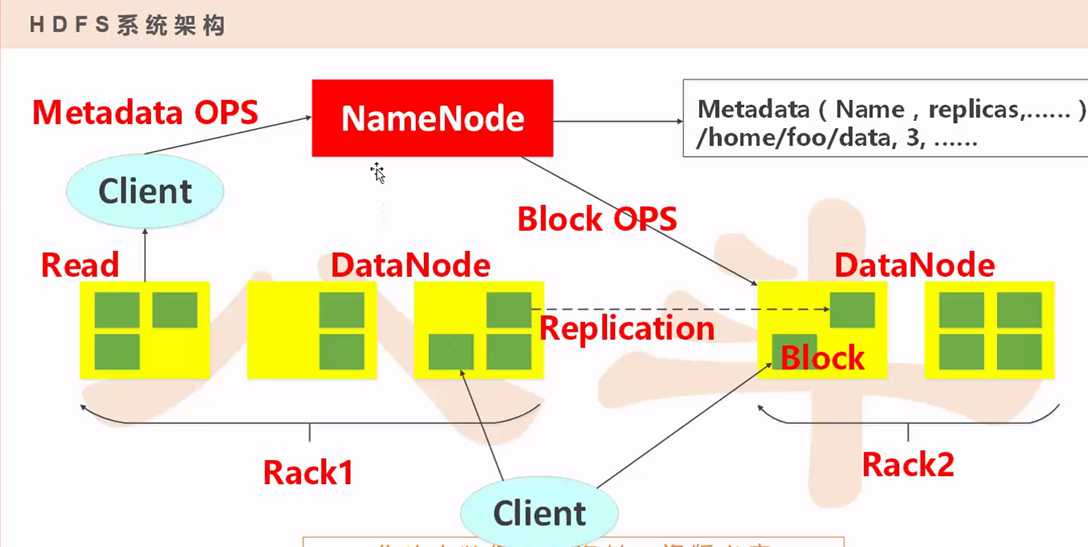 HDFS系统架构
Metadata OPS
NameNode
Metadata ( Name , replicas,...... )
/home/foo/data, 3, ......
Client
Block OPS
Read
DataNode
DataNode
Replication
Block
Rack1
Rack2
Client